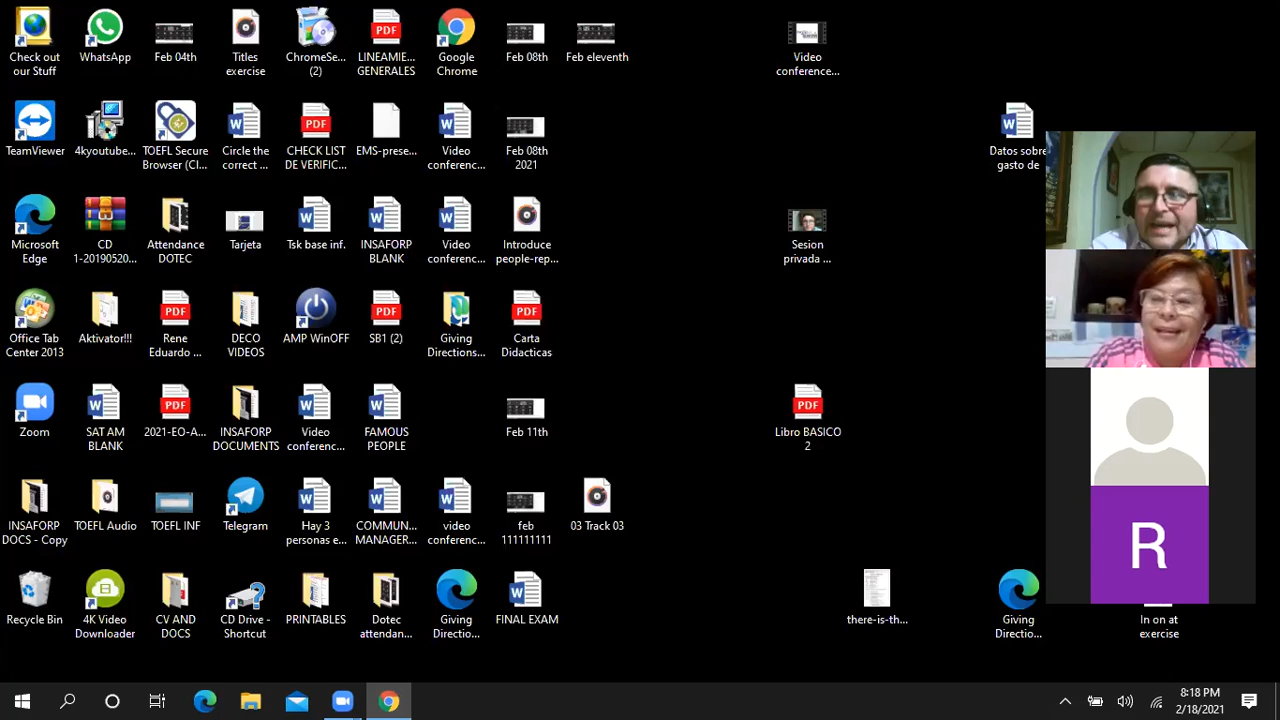 Check out
our Stuff
WhatsApp
Feb 04th
Titles
exercise
ChromeSe...
(2)
LINEAMIE...
GENERALES
Google
Chrome
Feb 08th
Feb eleventh
Video
conference...
TeamViewer
4kyoutube...
TOEFL Secure
Browser (Cl...
Circle the
correct ...
CHECK LIST
DE VERIFIC...
EMS-prese...
Video
conferenc...
Feb 08th
2021
Datos sobre
gasto de
Microsoft
Edge
CD
1-20190520...
Attendance
DOTEC
Tarjeta
Tsk base inf.
INSAFORP
BLANK
Video
conferenc...
Introduce
people-rep...
Sesion
privada ...
Office Tab
Center 2013
Aktivator!!!
Rene
Eduardo ...
DECO
VIDEOS
AMP WinOFF
SB1 (2)
Giving
Directions...
Carta
Didacticas
Zoom
SAT AM
BLANK
2021-EO-A...
INSAFORP
DOCUMENTS
Video
conferenc...
FAMOUS
PEOPLE
Feb 11th
Libro BASICO
2
INSAFORP
DOCS - Copy
TOEFL Audio
TOEFL INF
Telegram
Hay 3
personas e...
COMMUN...
MANAGER...
video
conferenc...
feb
111111111
03 Track 03
R
Recycle Bin
4K Video
Downloader
CV AND
DOCS
CD Drive -
Shortcut
PRINTABLES
Dotec
attendan...
Giving
Directio...
FINAL EXAM
there-is-th...
Giving
Directio...
In on at
exercise
8:18 PM
2/18/2021